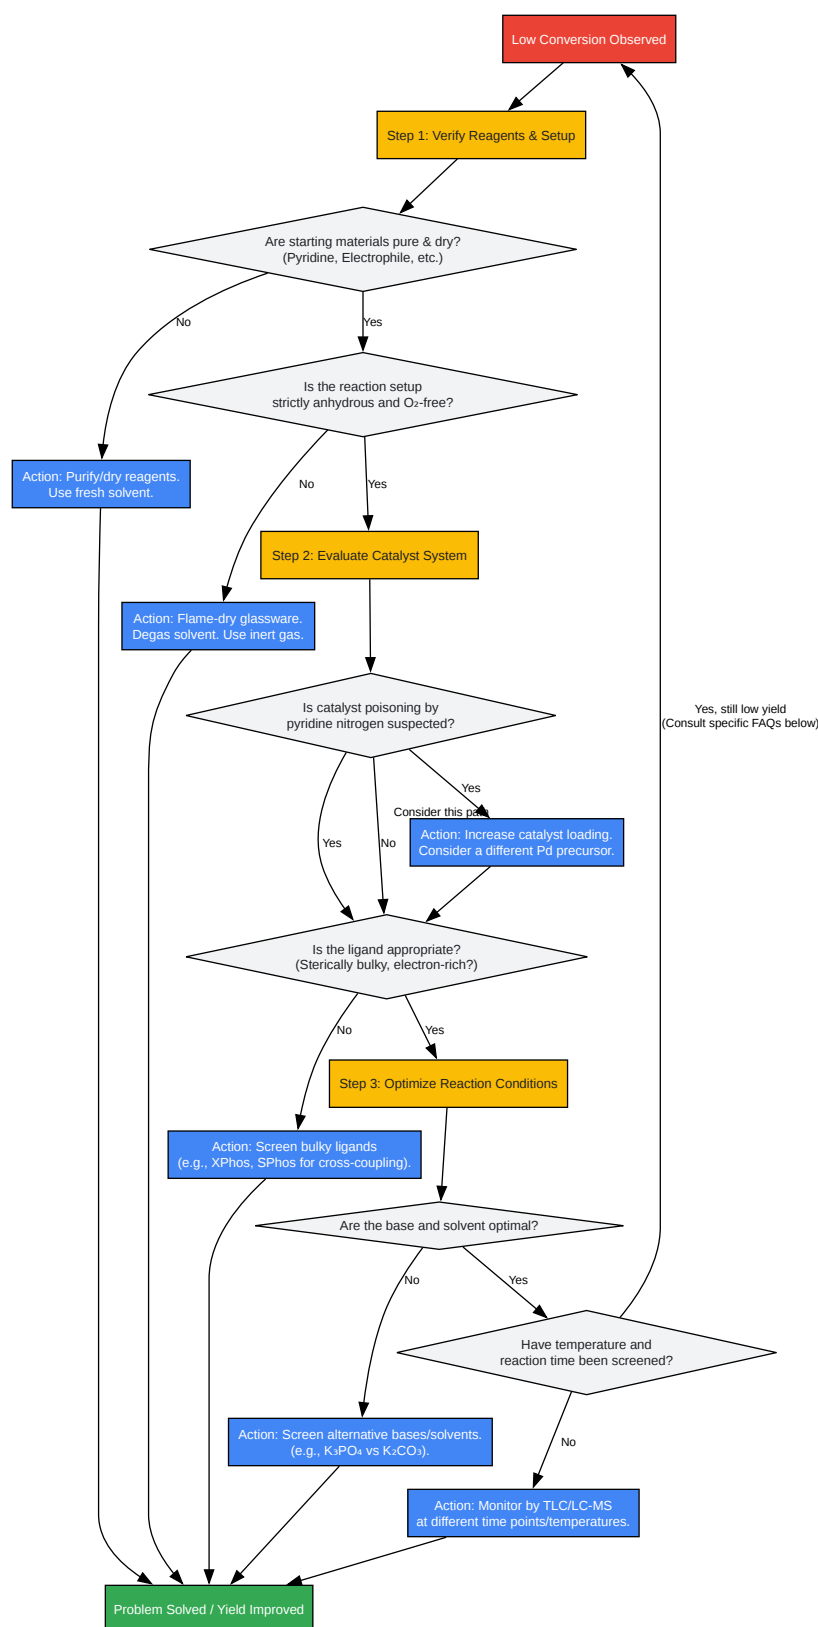 Low Conversion Observed
Step 1: Verify Reagents & Setup
Are starting materials pure & dry?
(Pyridine, Electrophile, etc.)
No
Yes
Is the reaction setup
strictly anhydrous and O₂-free?
Action: Purify/dry reagents.
Use fresh solvent.
No
Yes
Step 2: Evaluate Catalyst System
Action: Flame-dry glassware.
Degas solvent. Use inert gas.
Is catalyst poisoning by
pyridine nitrogen suspected?
Yes, still low yield
(Consult specific FAQs below)
Yes
Consider this path
Yes
No
Action: Increase catalyst loading.
Consider a different Pd precursor.
Is the ligand appropriate?
(Sterically bulky, electron-rich?)
No
Yes
Step 3: Optimize Reaction Conditions
Action: Screen bulky ligands
(e.g., XPhos, SPhos for cross-coupling).
Are the base and solvent optimal?
No
Yes
Have temperature and
reaction time been screened?
Action: Screen alternative bases/solvents.
(e.g., K₃PO₄ vs K₂CO₃).
No
Action: Monitor by TLC/LC-MS
at different time points/temperatures.
Problem Solved / Yield Improved